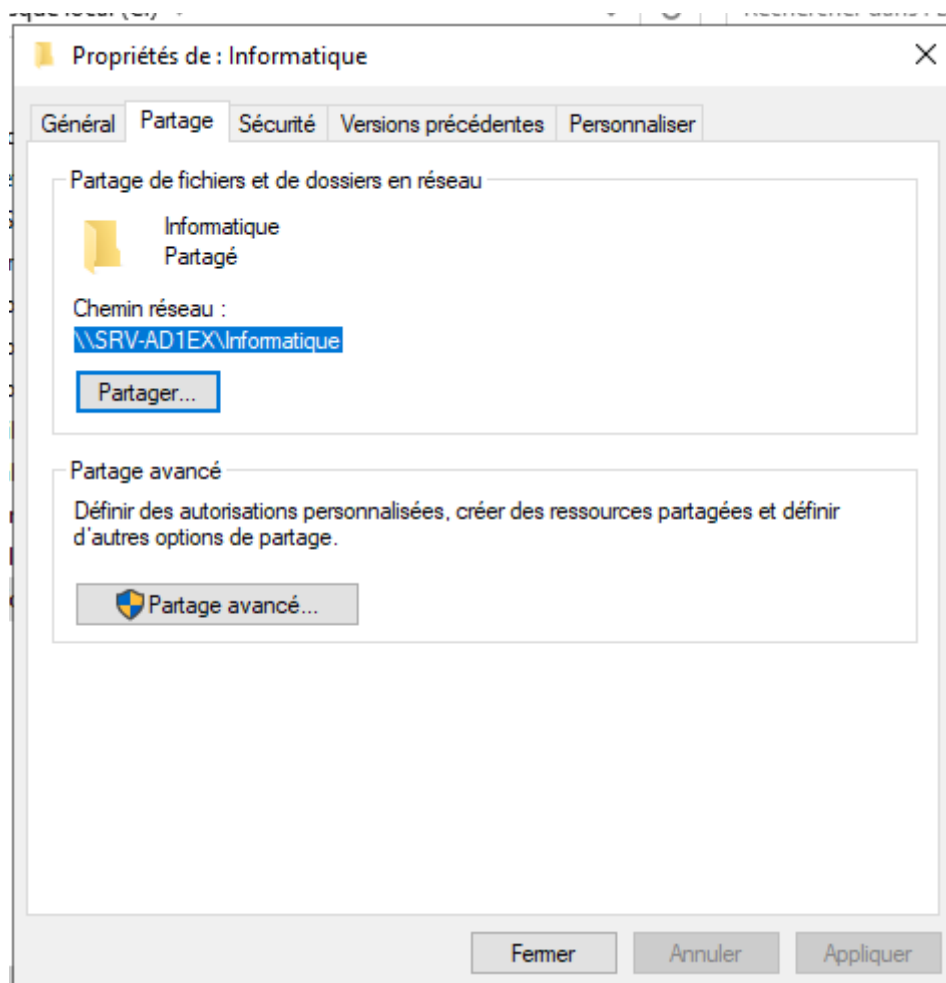 Propriétés de : Informatique
Général Partage Sécurité Versions précédentes Personnaliser
Partage de fichiers et de dossiers en réseau
Informatique
Partagé
Chemin réseau :
\\SRV-AD1EX\Informatique
Partager...
Partage avancé
Définir des autorisations personnalisées, créer des ressources partagées et définir
d'autres options de partage.
Partage avancé...
Fermer Annuler Appliquer